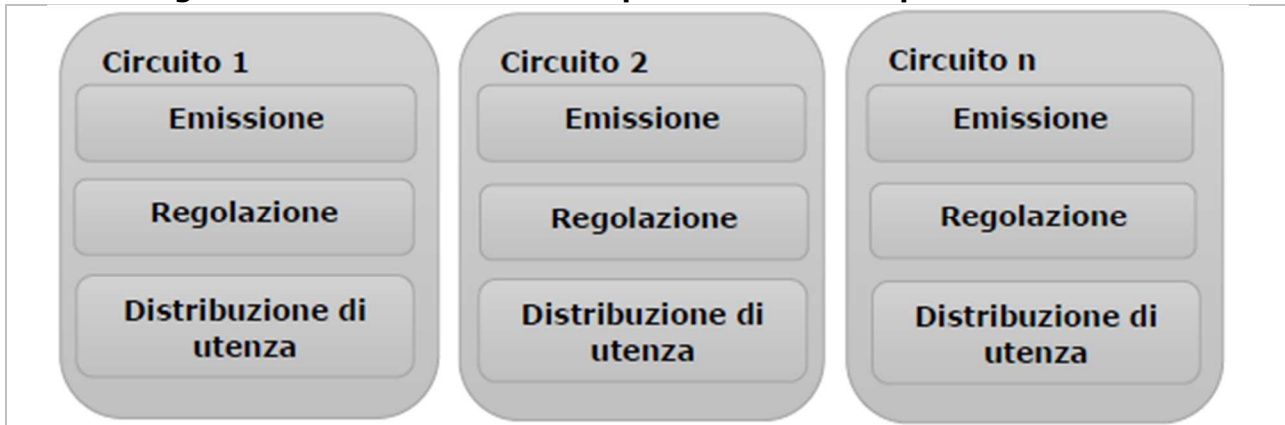 Circuito 1
Emissione
Regolazione
Distribuzione di
utenza
Circuito 2
Emissione
Regolazione
Distribuzione di
utenza
Circuito n
Emissione
Regolazione
Distribuzione di
utenza